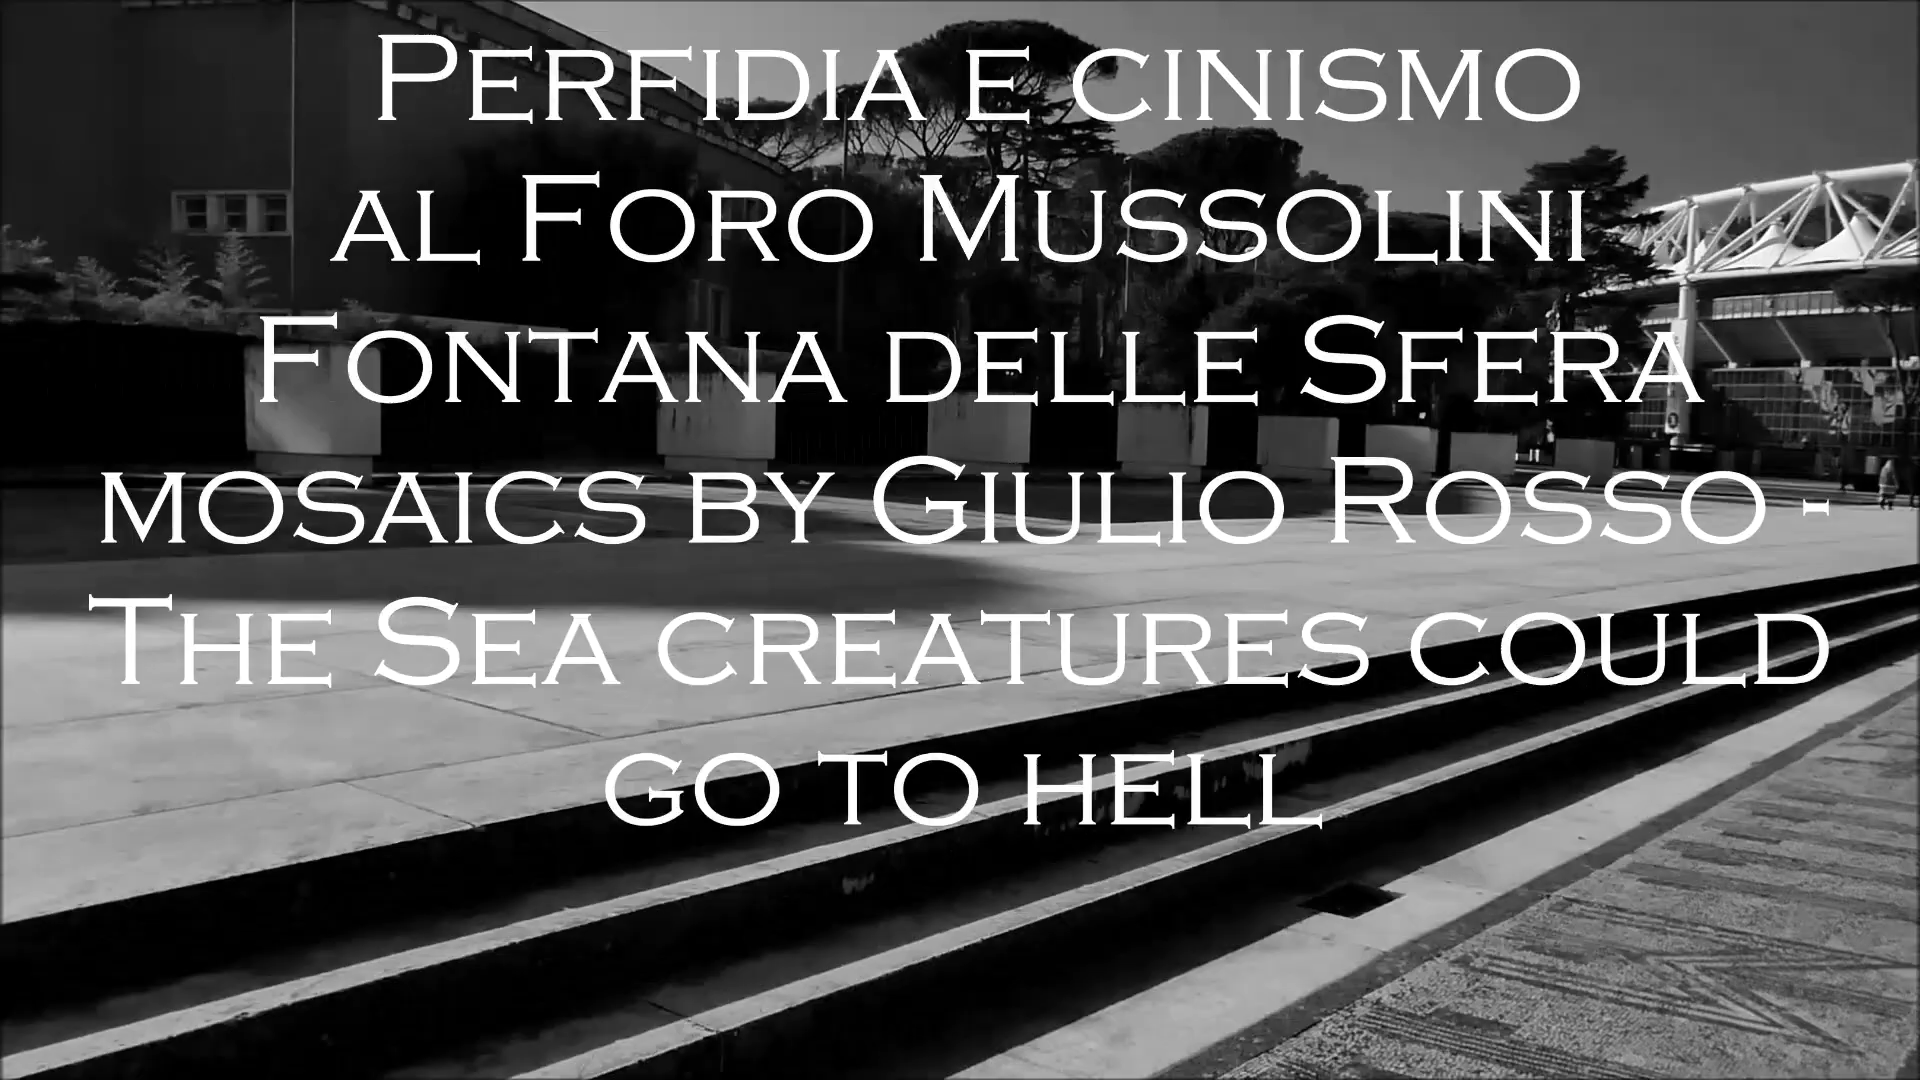 Perfidia e cinismo
al Foro Mussolini
Fontana delle Sfera
mosaics by Giulio Rosso -
The Sea creatures could
go to hell